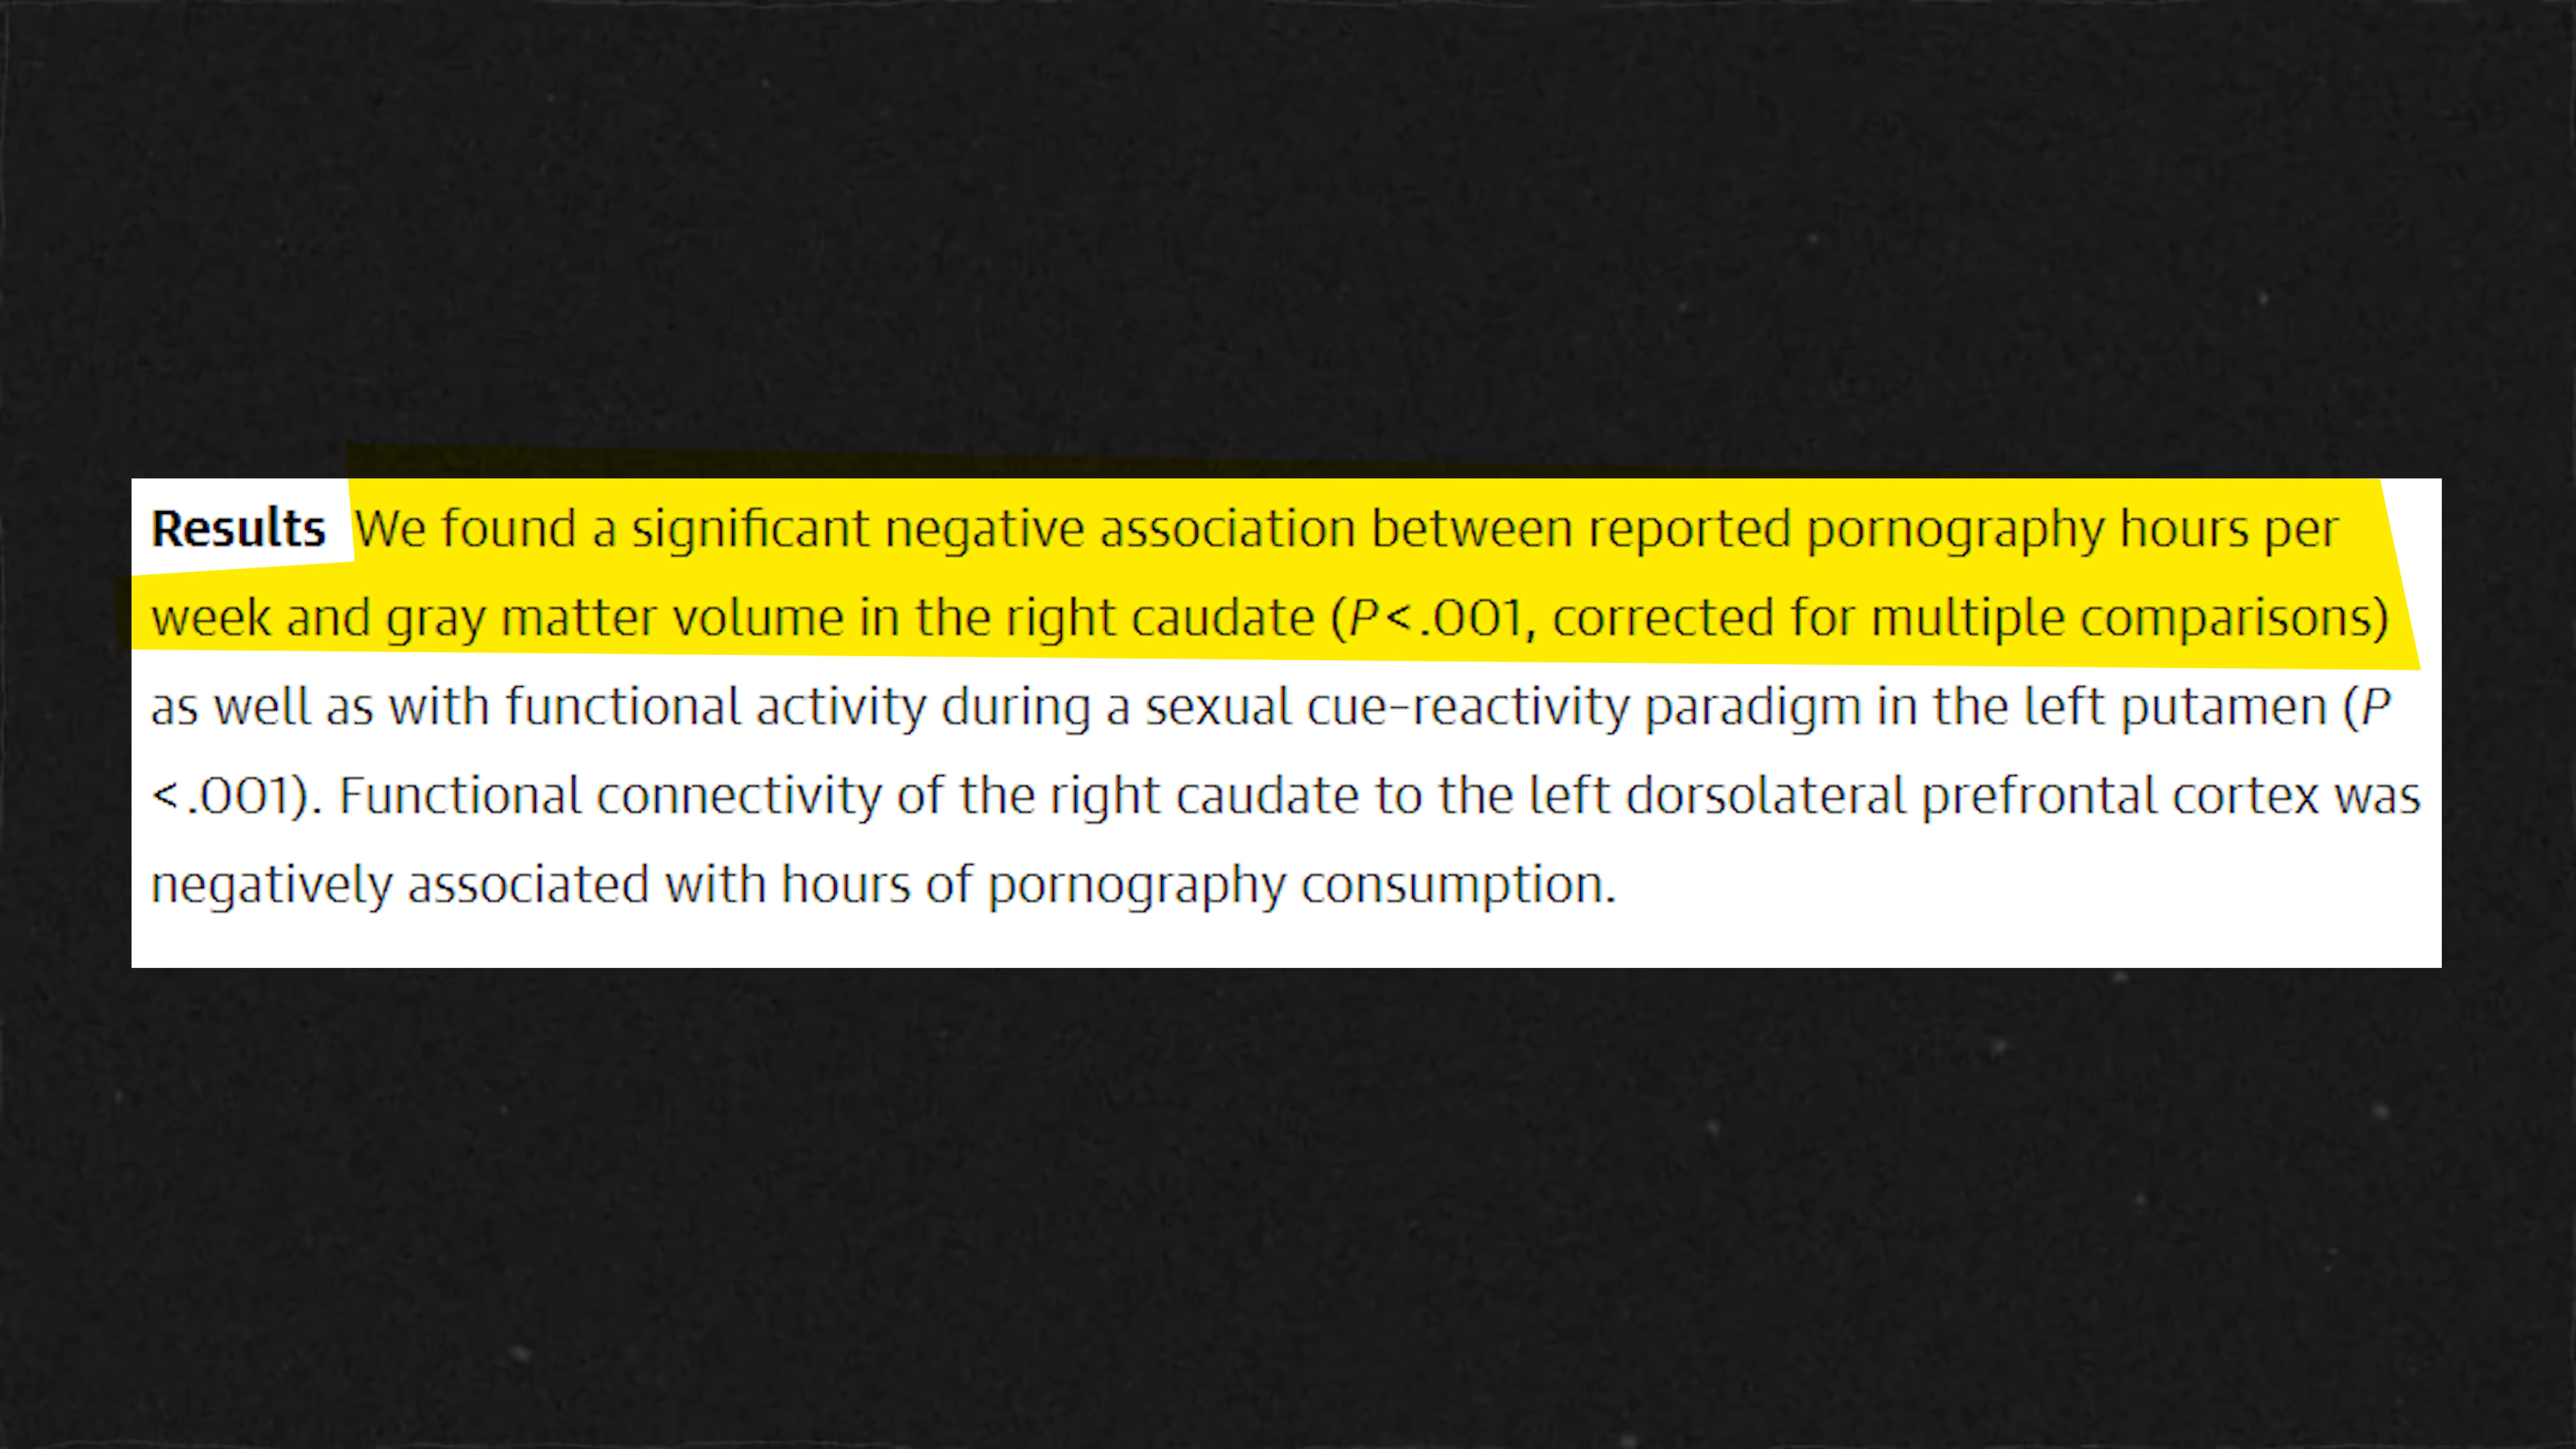 Results We found a significant negative association between reported pornography hours per
week and gray matter volume in the right caudate (P < .001, corrected for multiple comparisons)
as well as with functional activity during a sexual cue-reactivity paradigm in the left putamen (P
< .001). Functional connectivity of the right caudate to the left dorsolateral prefrontal cortex was
negatively associated with hours of pornography consumption.